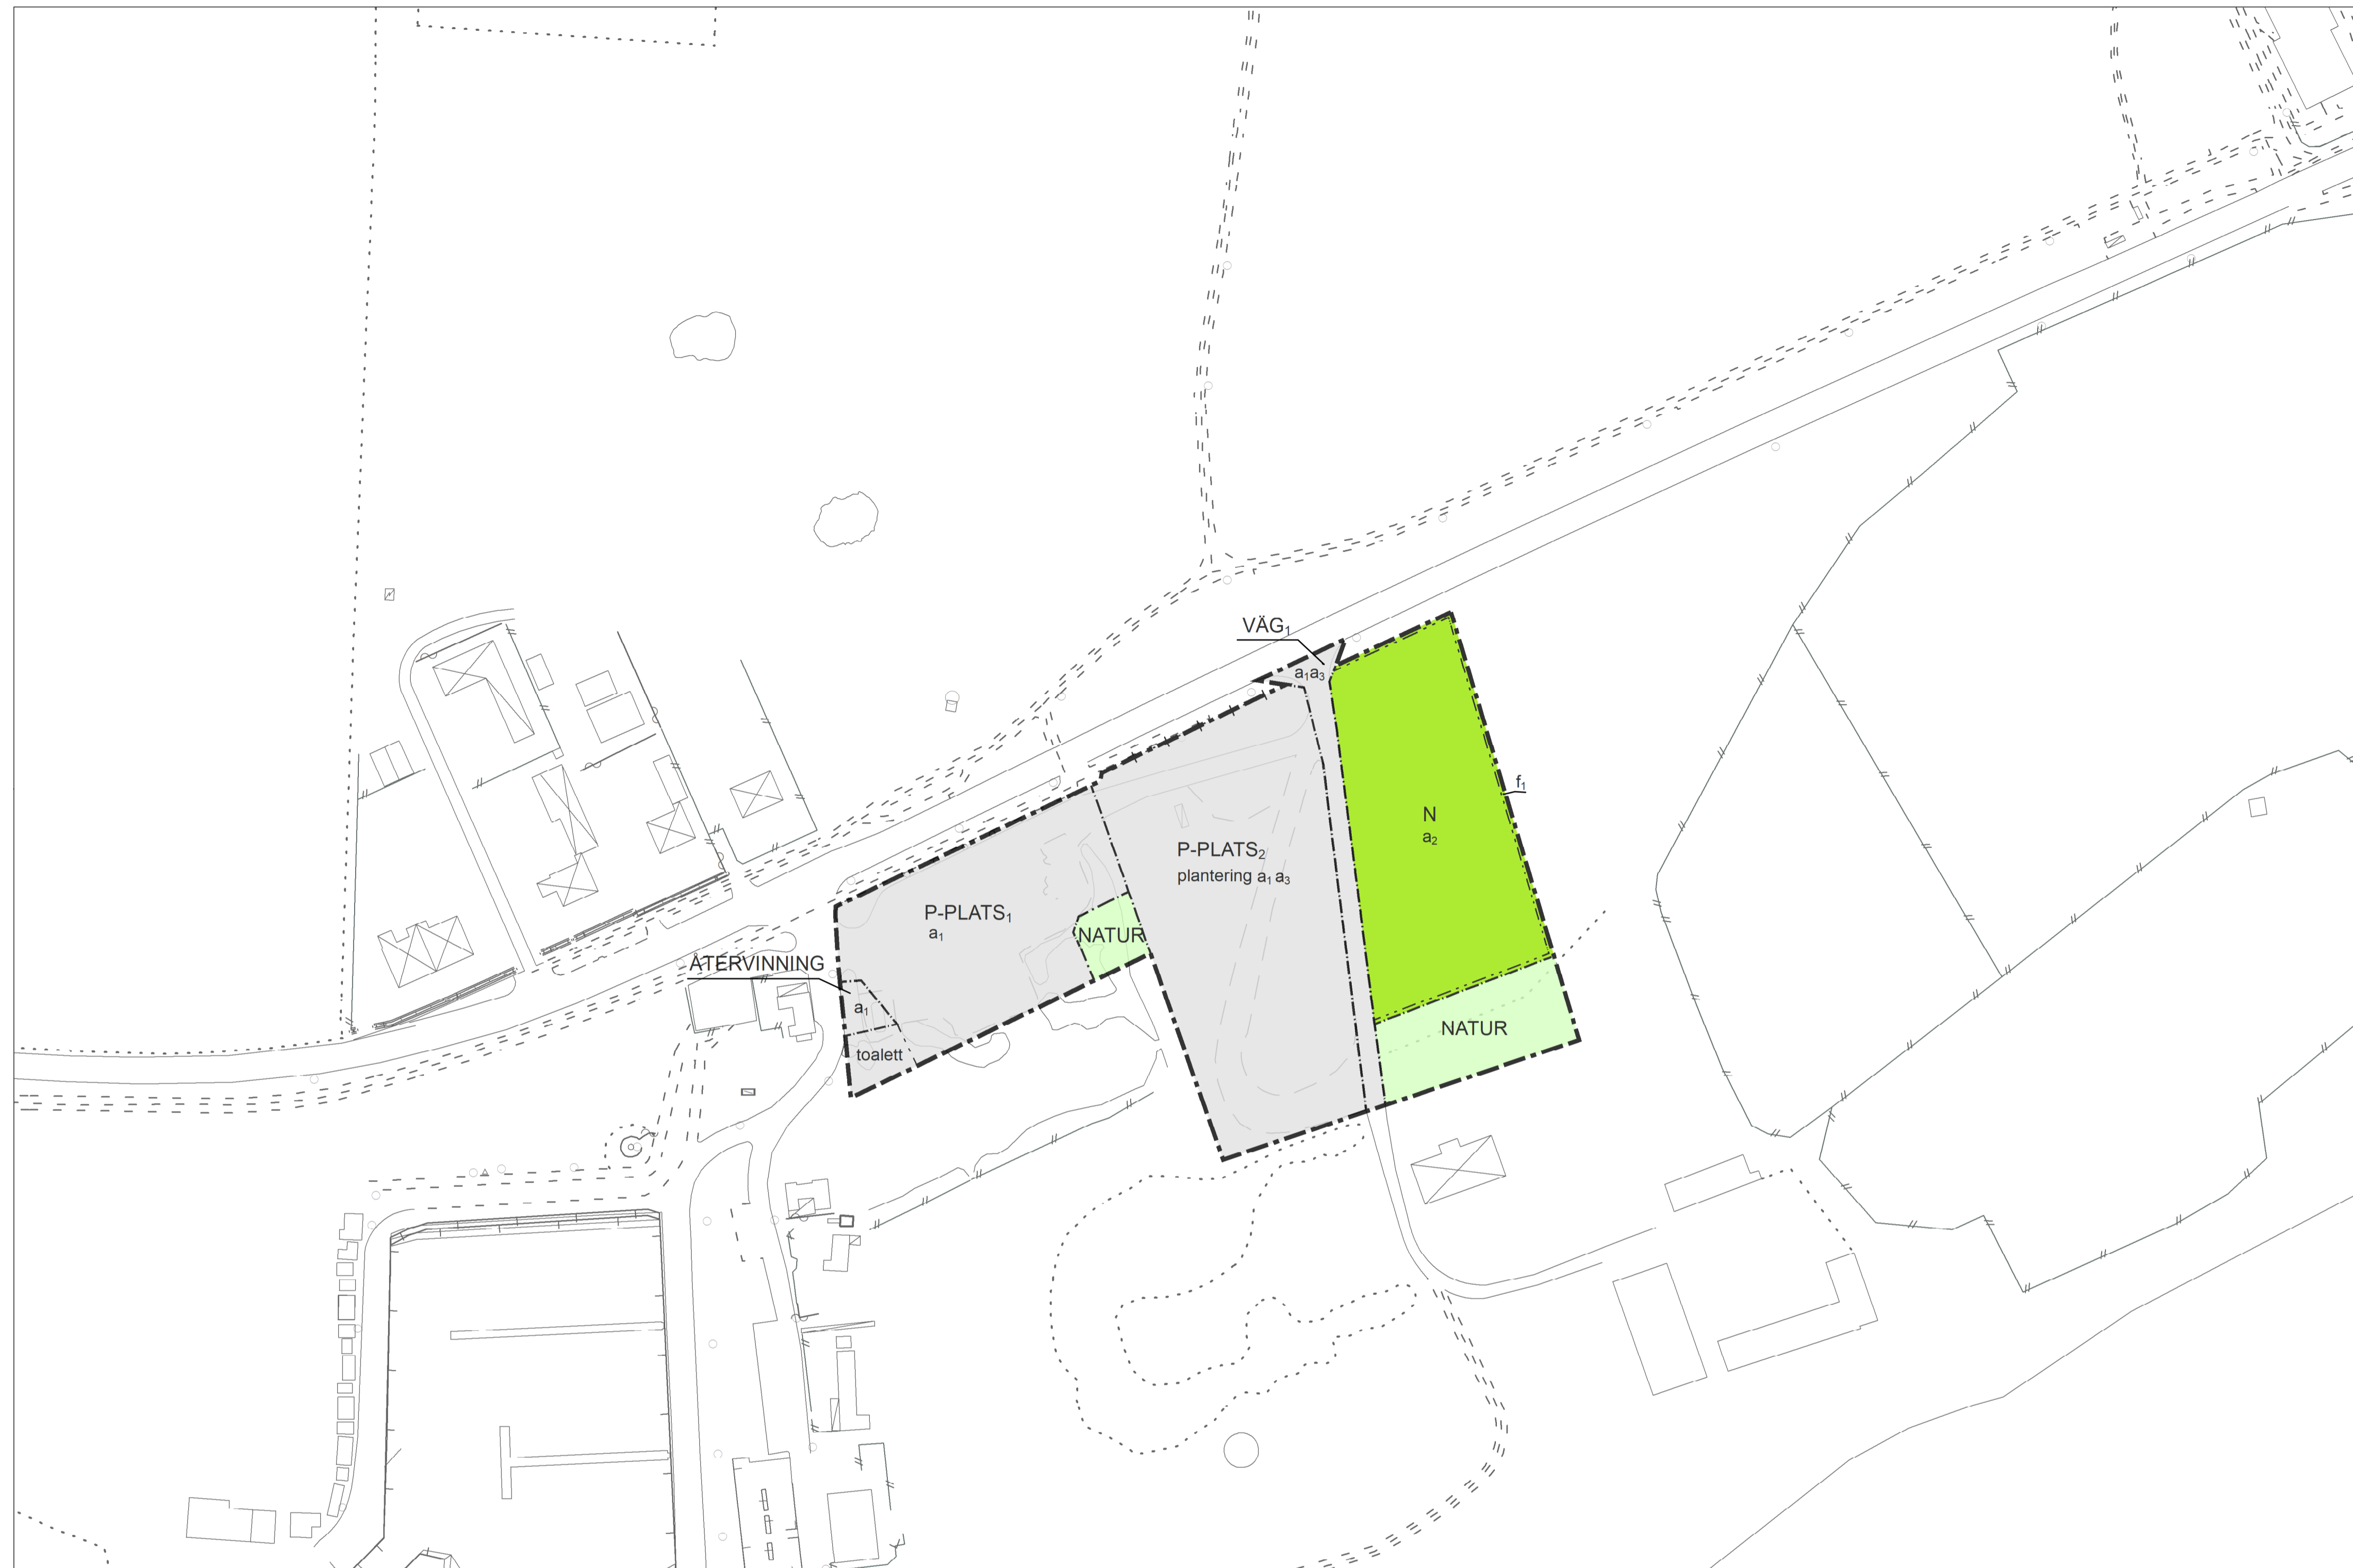 VÄG₁
a₁a₃
f₁
N
a₂
P-PLATS₂
plantering a₁ a₃
P-PLATS₁
a₁
NATUR
ÅTERVINNING
a₁
toalett
NATUR